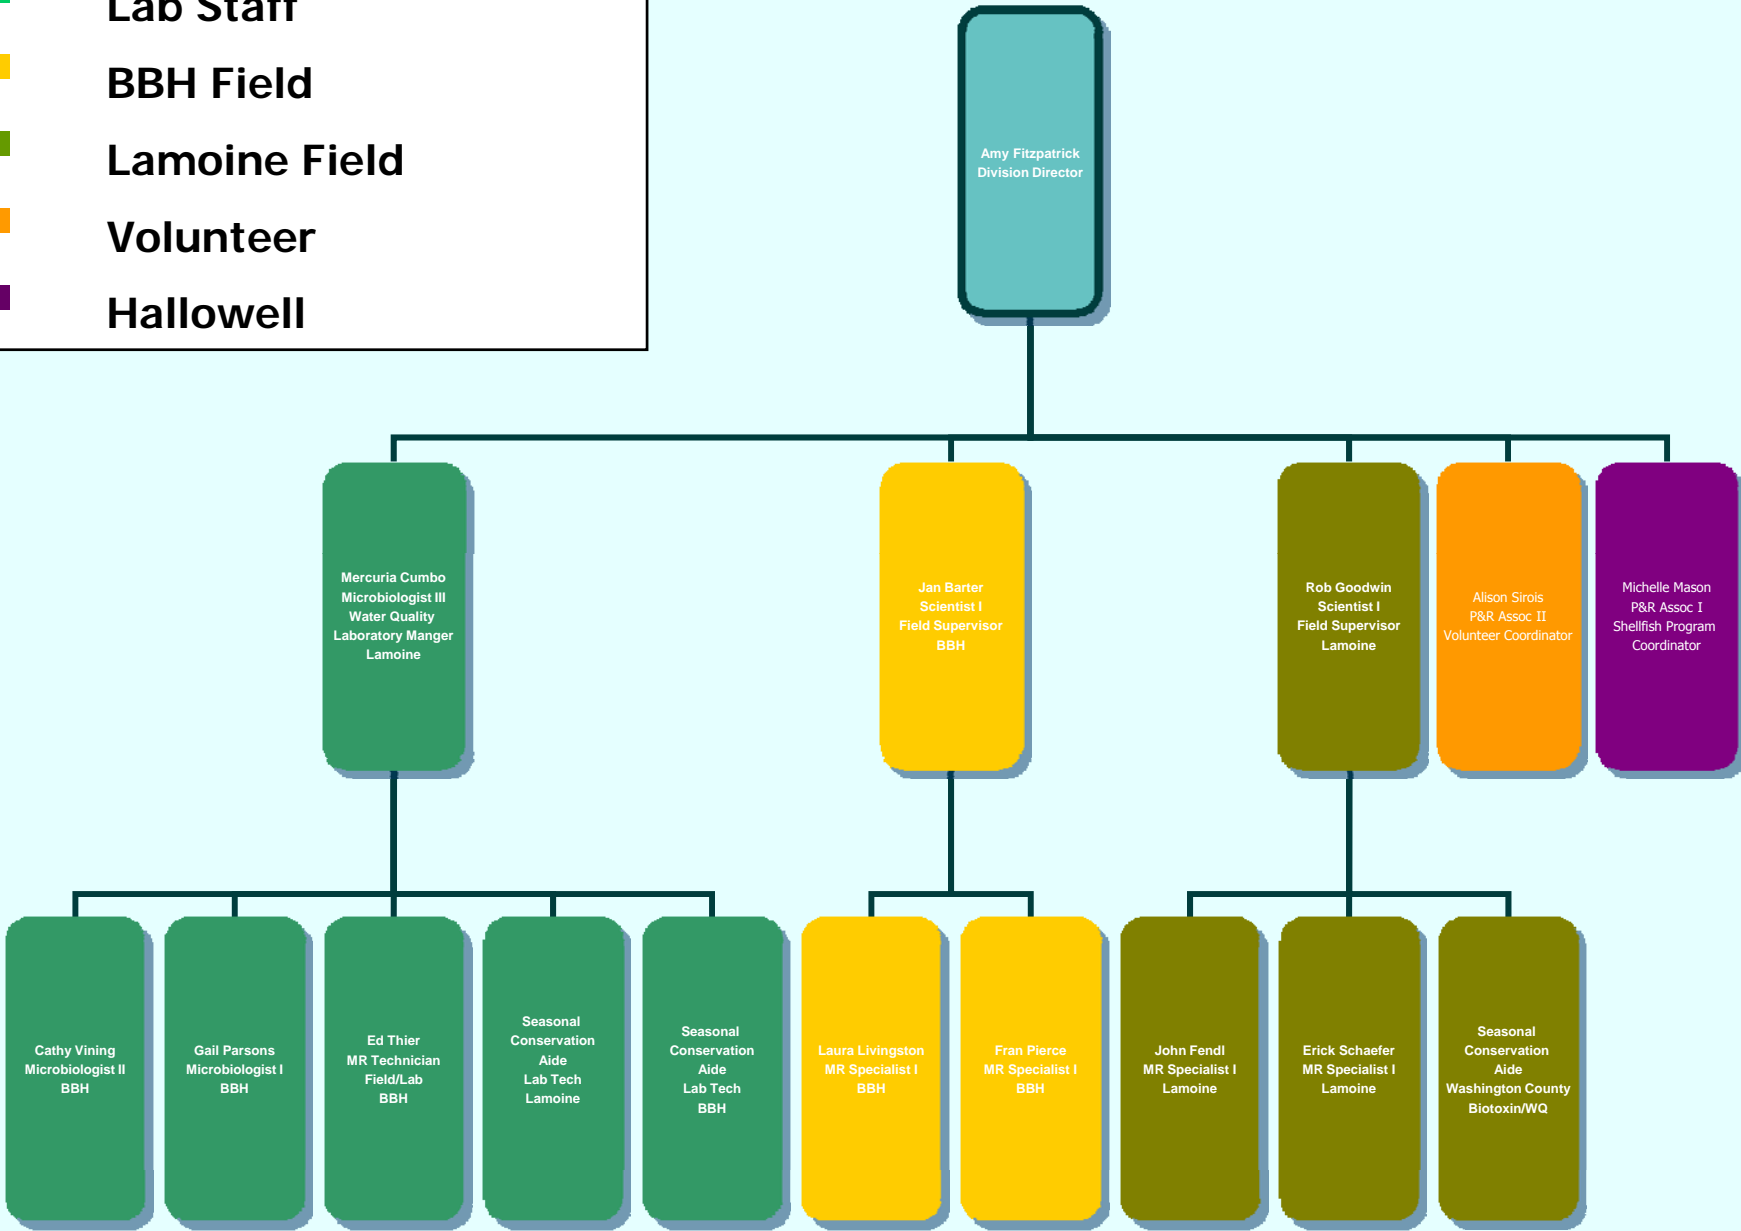 Lab Staff
BBH Field
Lamoine Field
Volunteer
Hallowell
Amy Fitzpatrick
Division Director
Mercuria Cumbo
Microbiologist III
Water Quality
Laboratory Manger
Lamoine
Jan Barter
Scientist I
Field Supervisor
BBH
Rob Goodwin
Scientist I
Field Supervisor
Lamoine
Alison Sirois
P&R Assoc II
Volunteer Coordinator
Michelle Mason
P&R Assoc I
Shellfish Program
Coordinator
Cathy Vining
Microbiologist II
BBH
Gail Parsons
Microbiologist I
BBH
Ed Thier
MR Technician
Field/Lab
BBH
Seasonal
Conservation
Aide
Lab Tech
Lamoine
Seasonal
Conservation
Aide
Lab Tech
BBH
Laura Livingston
MR Specialist I
BBH
Fran Pierce
MR Specialist I
BBH
John Fendl
MR Specialist I
Lamoine
Erick Schaefer
MR Specialist I
Lamoine
Seasonal
Conservation
Aide
Washington County
Biotoxin/WQ